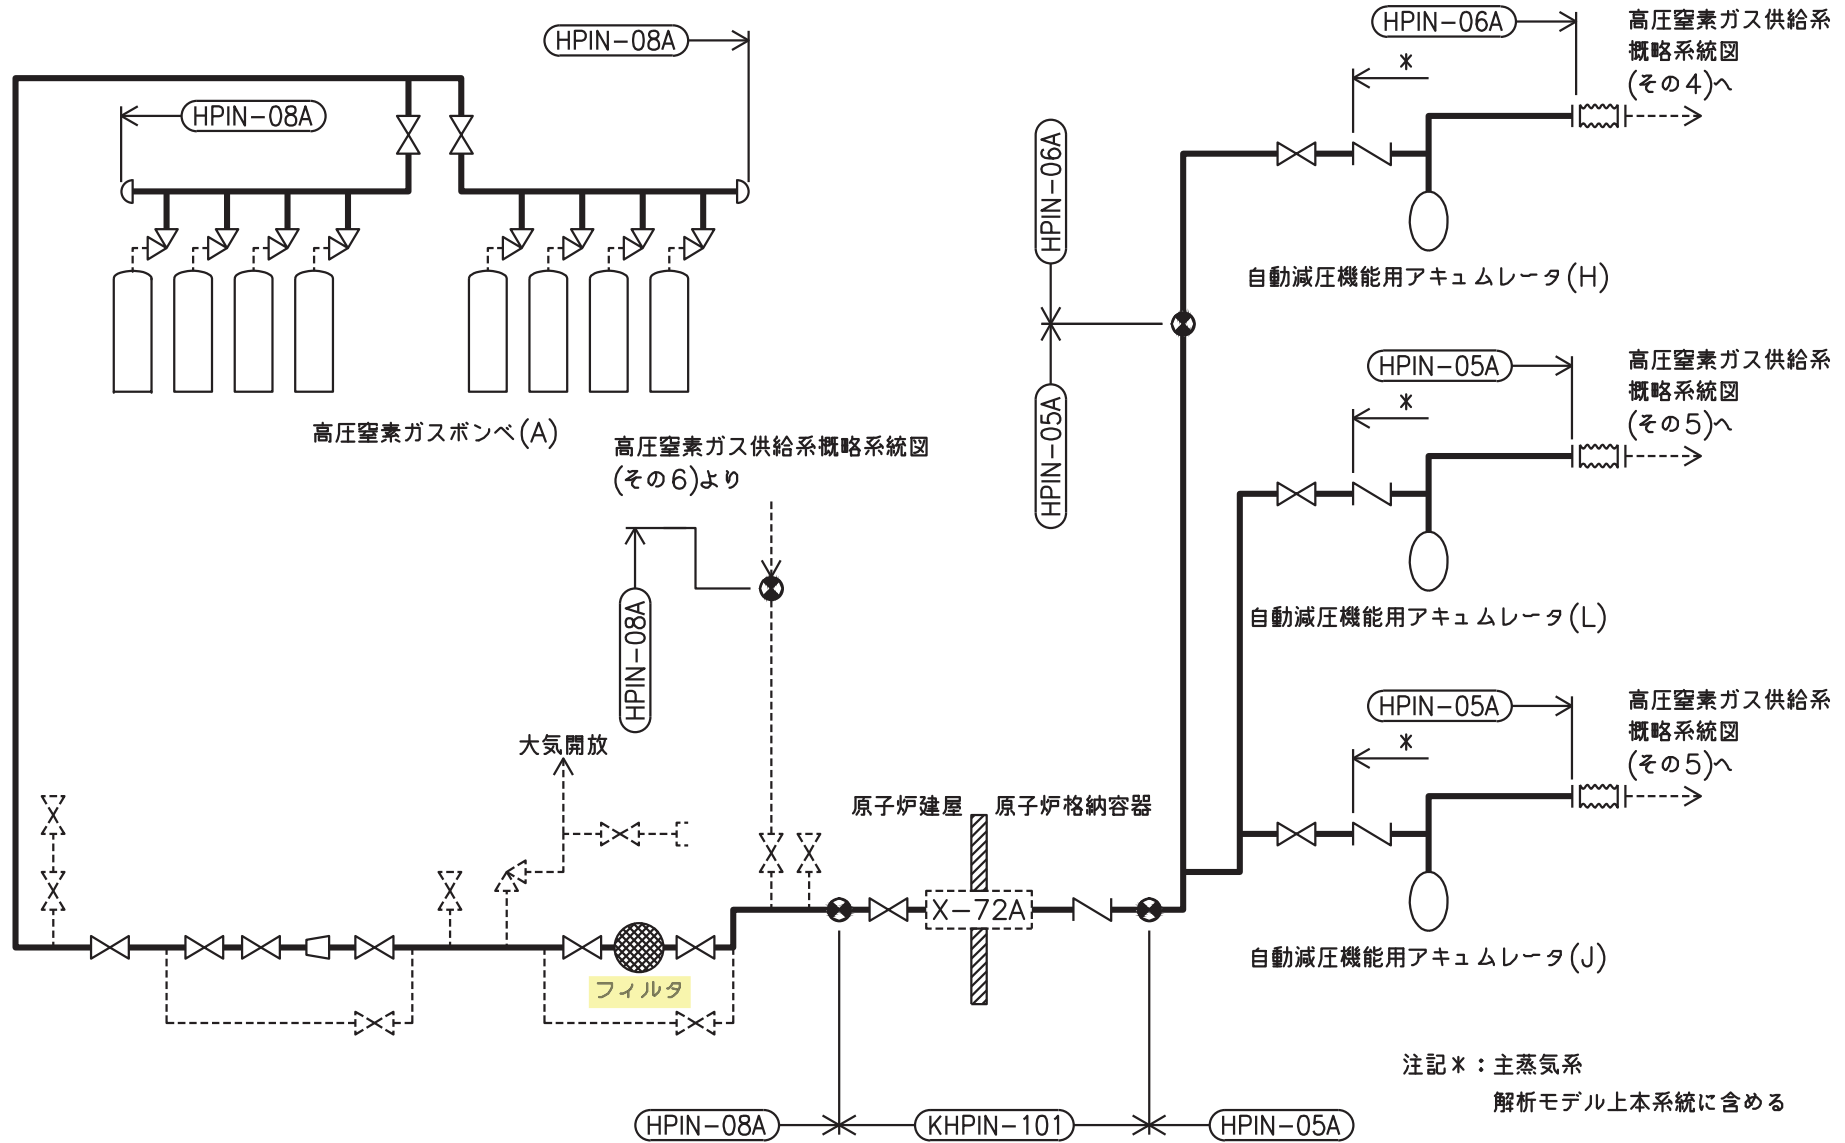 HPIN-08A
HPIN-08A
高圧窒素ガスボンベ(A)
高圧窒素ガス供給系概略系統図
(その6)より
HPIN-08A
大気開放
フィルタ
原子炉建屋
原子炉格納容器
X-72A
HPIN-08A
KHPIN-101
HPIN-05A
HPIN-06A
HPIN-05A
HPIN-06A
*
高圧窒素ガス供給系
概略系統図
(その4)へ
自動減圧機能用アキュムレータ(H)
HPIN-05A
*
高圧窒素ガス供給系
概略系統図
(その5)へ
自動減圧機能用アキュムレータ(L)
HPIN-05A
*
高圧窒素ガス供給系
概略系統図
(その5)へ
自動減圧機能用アキュムレータ(J)
注記*:主蒸気系
解析モデル上本系統に含める